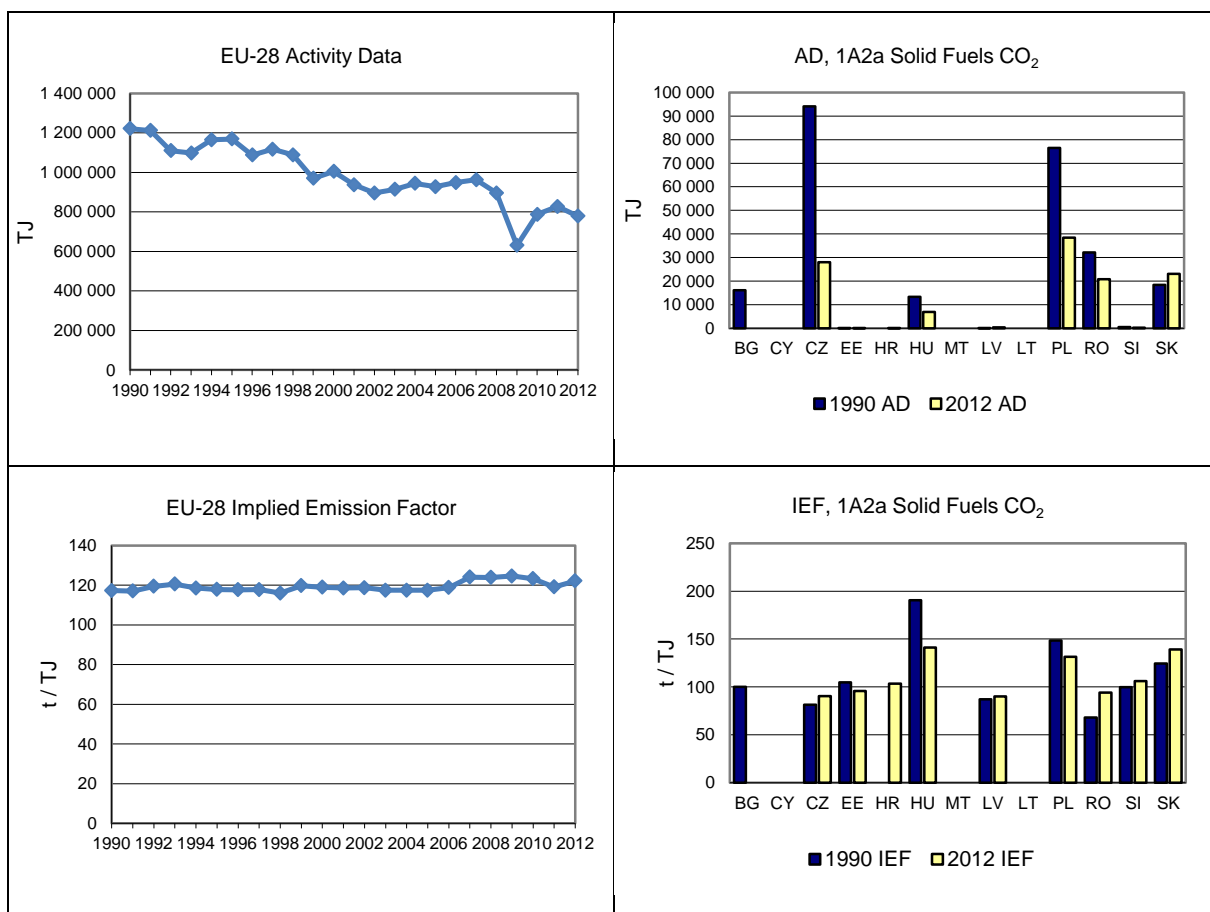 EU-28 Activity Data
1 400 000
1 200 000
1 000 000
800 000
600 000
400 000
200 000
0
TJ
1990 1992 1994 1996 1998 2000 2002 2004 2006 2008 2010 2012
AD, 1A2a Solid Fuels CO₂
100 000
90 000
80 000
70 000
60 000
50 000
40 000
30 000
20 000
10 000
0
TJ
BG CY CZ EE HR HU MT LV LT PL RO SI SK
1990 AD 2012 AD
EU-28 Implied Emission Factor
140
120
100
80
60
40
20
0
t / TJ
1990 1992 1994 1996 1998 2000 2002 2004 2006 2008 2010 2012
IEF, 1A2a Solid Fuels CO₂
250
200
150
100
50
0
t / TJ
BG CY CZ EE HR HU MT LV LT PL RO SI SK
1990 IEF 2012 IEF